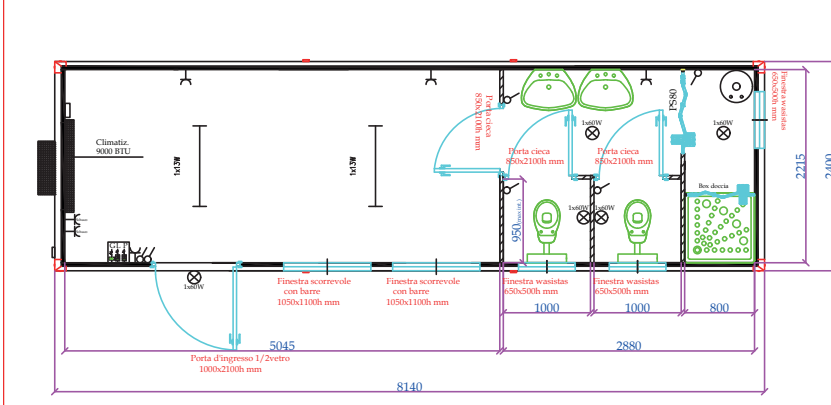 Climatiz.
9000 BTU
1x13W
1x13W
Porta cieca
850x2100h mm
1x60W
1x60W
1SS80
Finestra wasistas
650x500h mm
Porta cieca
850x2100h mm
Porta cieca
850x2100h mm
Box doccia
950
1x60W
1x60W
G.L.P
1x60W
2215
2400
Finestra scorrevole
con barre
1050x1100h mm
Finestra scorrevole
con barre
1050x1100h mm
Finestra wasistas
650x500h mm
Finestra wasistas
650x500h mm
1000
1000
800
5045
2880
Porta d'ingresso 1/2vetro
1000x2100h mm
8140